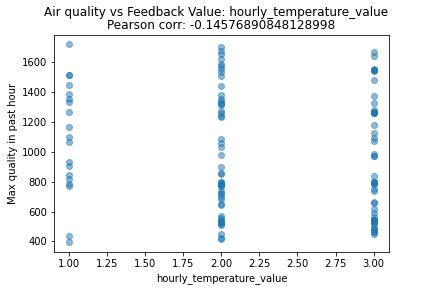 Air quality vs Feedback Value: hourly_temperature_value
Pearson corr: -0.14576890848128998
Max quality in past hour
1600
1400
1200
1000
800
600
400
1.00 1.25 1.50 1.75 2.00 2.25 2.50 2.75 3.00
hourly_temperature_value